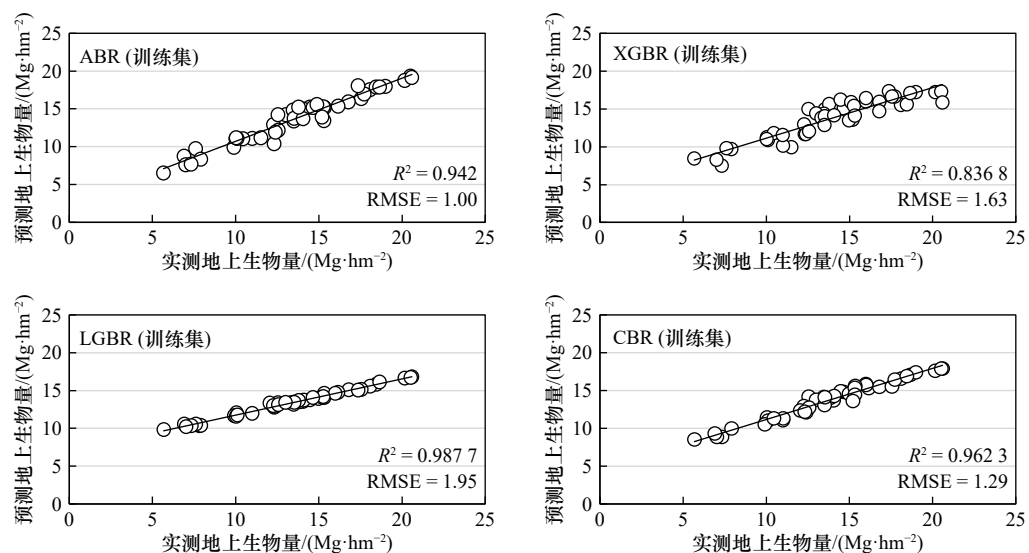 25
20
15
10
5
0
预测地上生物量/(Mg·hm⁻²)
ABR (训练集)
R² = 0.942
RMSE = 1.00
0 5 10 15 20 25
实测地上生物量/(Mg·hm⁻²)
25
20
15
10
5
0
预测地上生物量/(Mg·hm⁻²)
XGBR (训练集)
R² = 0.836 8
RMSE = 1.63
0 5 10 15 20 25
实测地上生物量/(Mg·hm⁻²)
25
20
15
10
5
0
预测地上生物量/(Mg·hm⁻²)
LGBR (训练集)
R² = 0.987 7
RMSE = 1.95
0 5 10 15 20 25
实测地上生物量/(Mg·hm⁻²)
25
20
15
10
5
0
预测地上生物量/(Mg·hm⁻²)
CBR (训练集)
R² = 0.962 3
RMSE = 1.29
0 5 10 15 20 25
实测地上生物量/(Mg·hm⁻²)